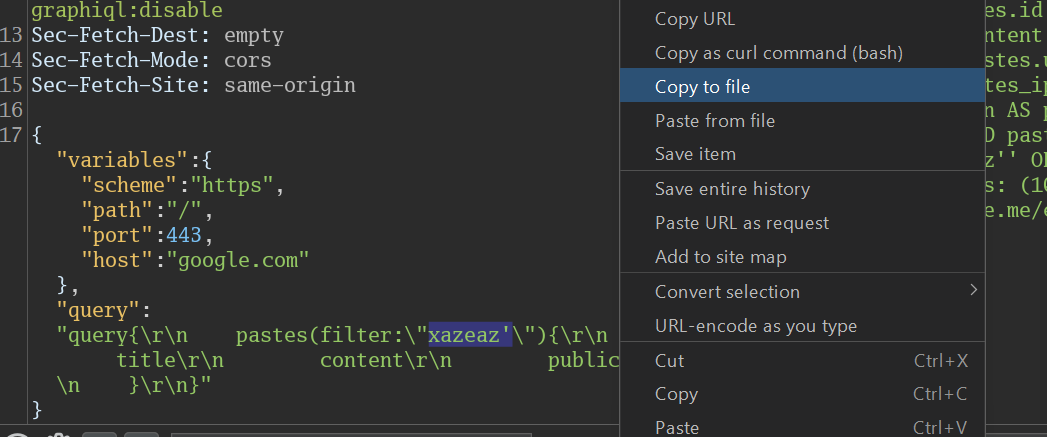 graphiql:disable
13 Sec-Fetch-Dest: empty
14 Sec-Fetch-Mode: cors
15 Sec-Fetch-Site: same-origin
16
17 {
"variables":{
"scheme":"https",
"path":"/",
"port":443,
"host":"google.com"
},
"query":
"query{\r\n    pastes(filter:\"xazeaz'\"){\r\n
title\r\n        content\r\n        public
\n    }\r\n}"
}
Copy URL
Copy as curl command (bash)
Copy to file
Paste from file
Save item
Save entire history
Paste URL as request
Add to site map
Convert selection
URL-encode as you type
Cut Ctrl+X
Copy Ctrl+C
Paste Ctrl+V
es.id
ntent
stes.u
tes_ip
n AS p
D past
z'' OR
s: (10
e.me/e